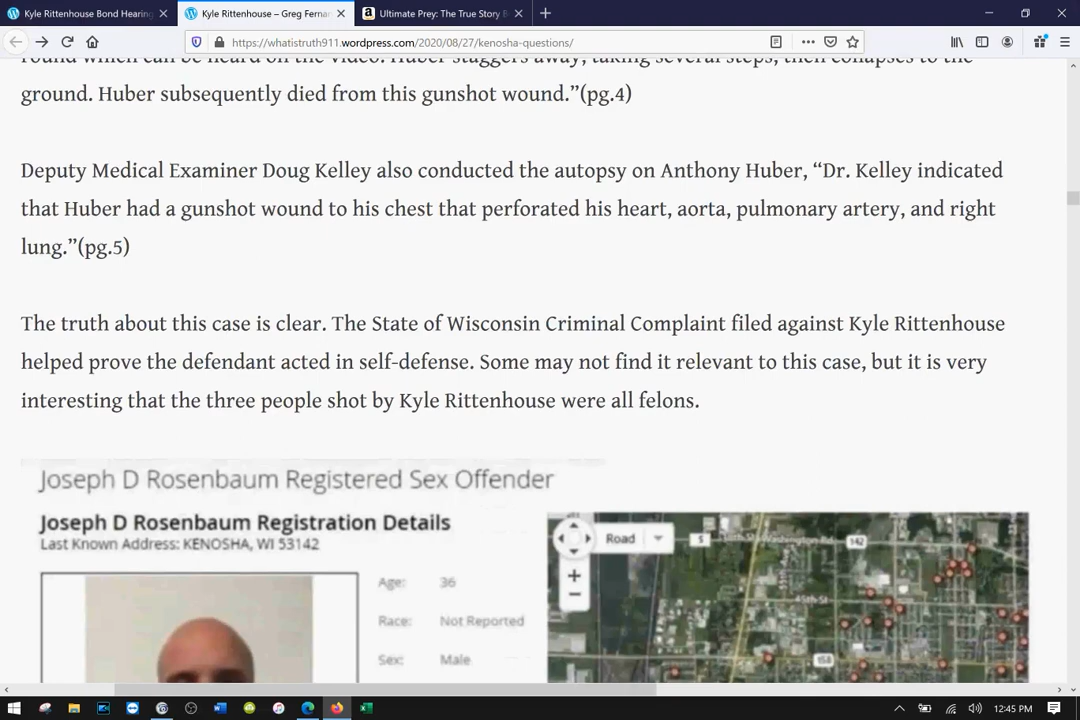 Kyle Rittenhouse Bond Hearing
Kyle Rittenhouse – Greg Fernan
Ultimate Prey: The True Story B
https://whatistruth911.wordpress.com/2020/08/27/kenosha-questions/
round which can be heard on the video. Huber staggers away, taking several steps, then collapses to the
ground. Huber subsequently died from this gunshot wound.”(pg.4)
Deputy Medical Examiner Doug Kelley also conducted the autopsy on Anthony Huber, “Dr. Kelley indicated
that Huber had a gunshot wound to his chest that perforated his heart, aorta, pulmonary artery, and right
lung.”(pg.5)
The truth about this case is clear. The State of Wisconsin Criminal Complaint filed against Kyle Rittenhouse
helped prove the defendant acted in self-defense. Some may not find it relevant to this case, but it is very
interesting that the three people shot by Kyle Rittenhouse were all felons.
Joseph D Rosenbaum Registered Sex Offender
Joseph D Rosenbaum Registration Details
Last Known Address: KENOSHA, WI 53142
Age: 36
Race: Not Reported
Sex: Male
Road
S
142
45th St
158
12:45 PM